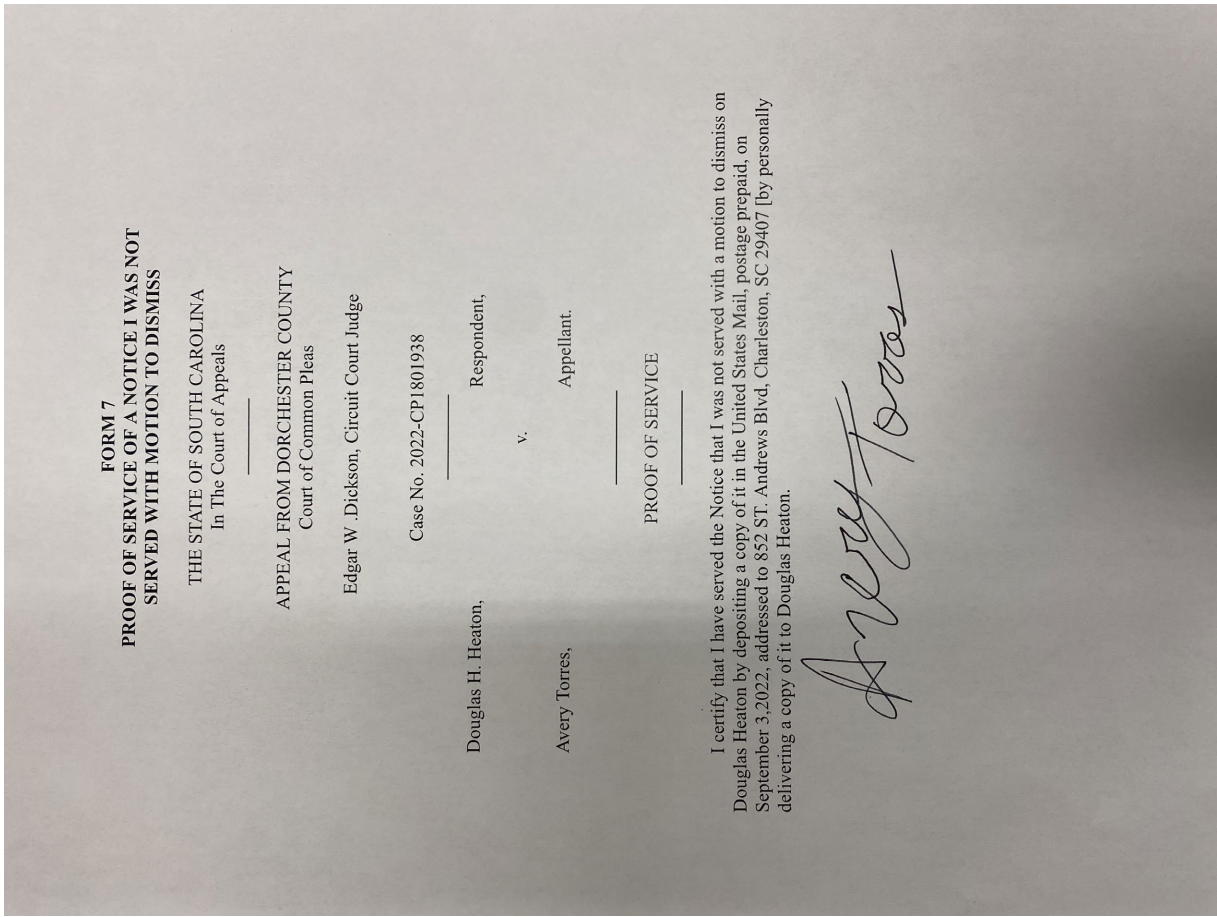 FORM 7
PROOF OF SERVICE OF A NOTICE I WAS NOT
SERVED WITH MOTION TO DISMISS
THE STATE OF SOUTH CAROLINA
In The Court of Appeals
APPEAL FROM DORCHESTER COUNTY
Court of Common Pleas
Edgar W .Dickson, Circuit Court Judge
Case No. 2022-CP1801938
Douglas H. Heaton, Respondent,
v.
Avery Torres, Appellant.
PROOF OF SERVICE
I certify that I have served the Notice that I was not served with a motion to dismiss on
Douglas Heaton by depositing a copy of it in the United States Mail, postage prepaid, on
September 3,2022, addressed to 852 ST. Andrews Blvd, Charleston, SC 29407 [by personally
delivering a copy of it to Douglas Heaton.
Avery Torres